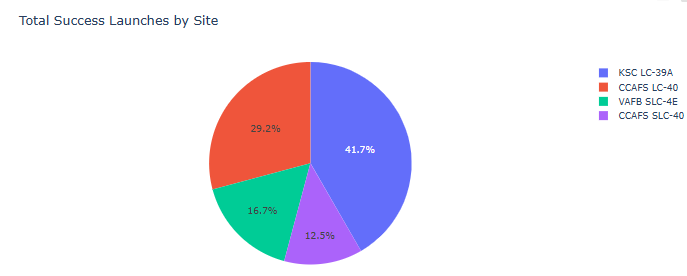 Total Success Launches by Site
KSC LC-39A
CCAFS LC-40
VAFB SLC-4E
CCAFS SLC-40
29.2%
41.7%
16.7%
12.5%